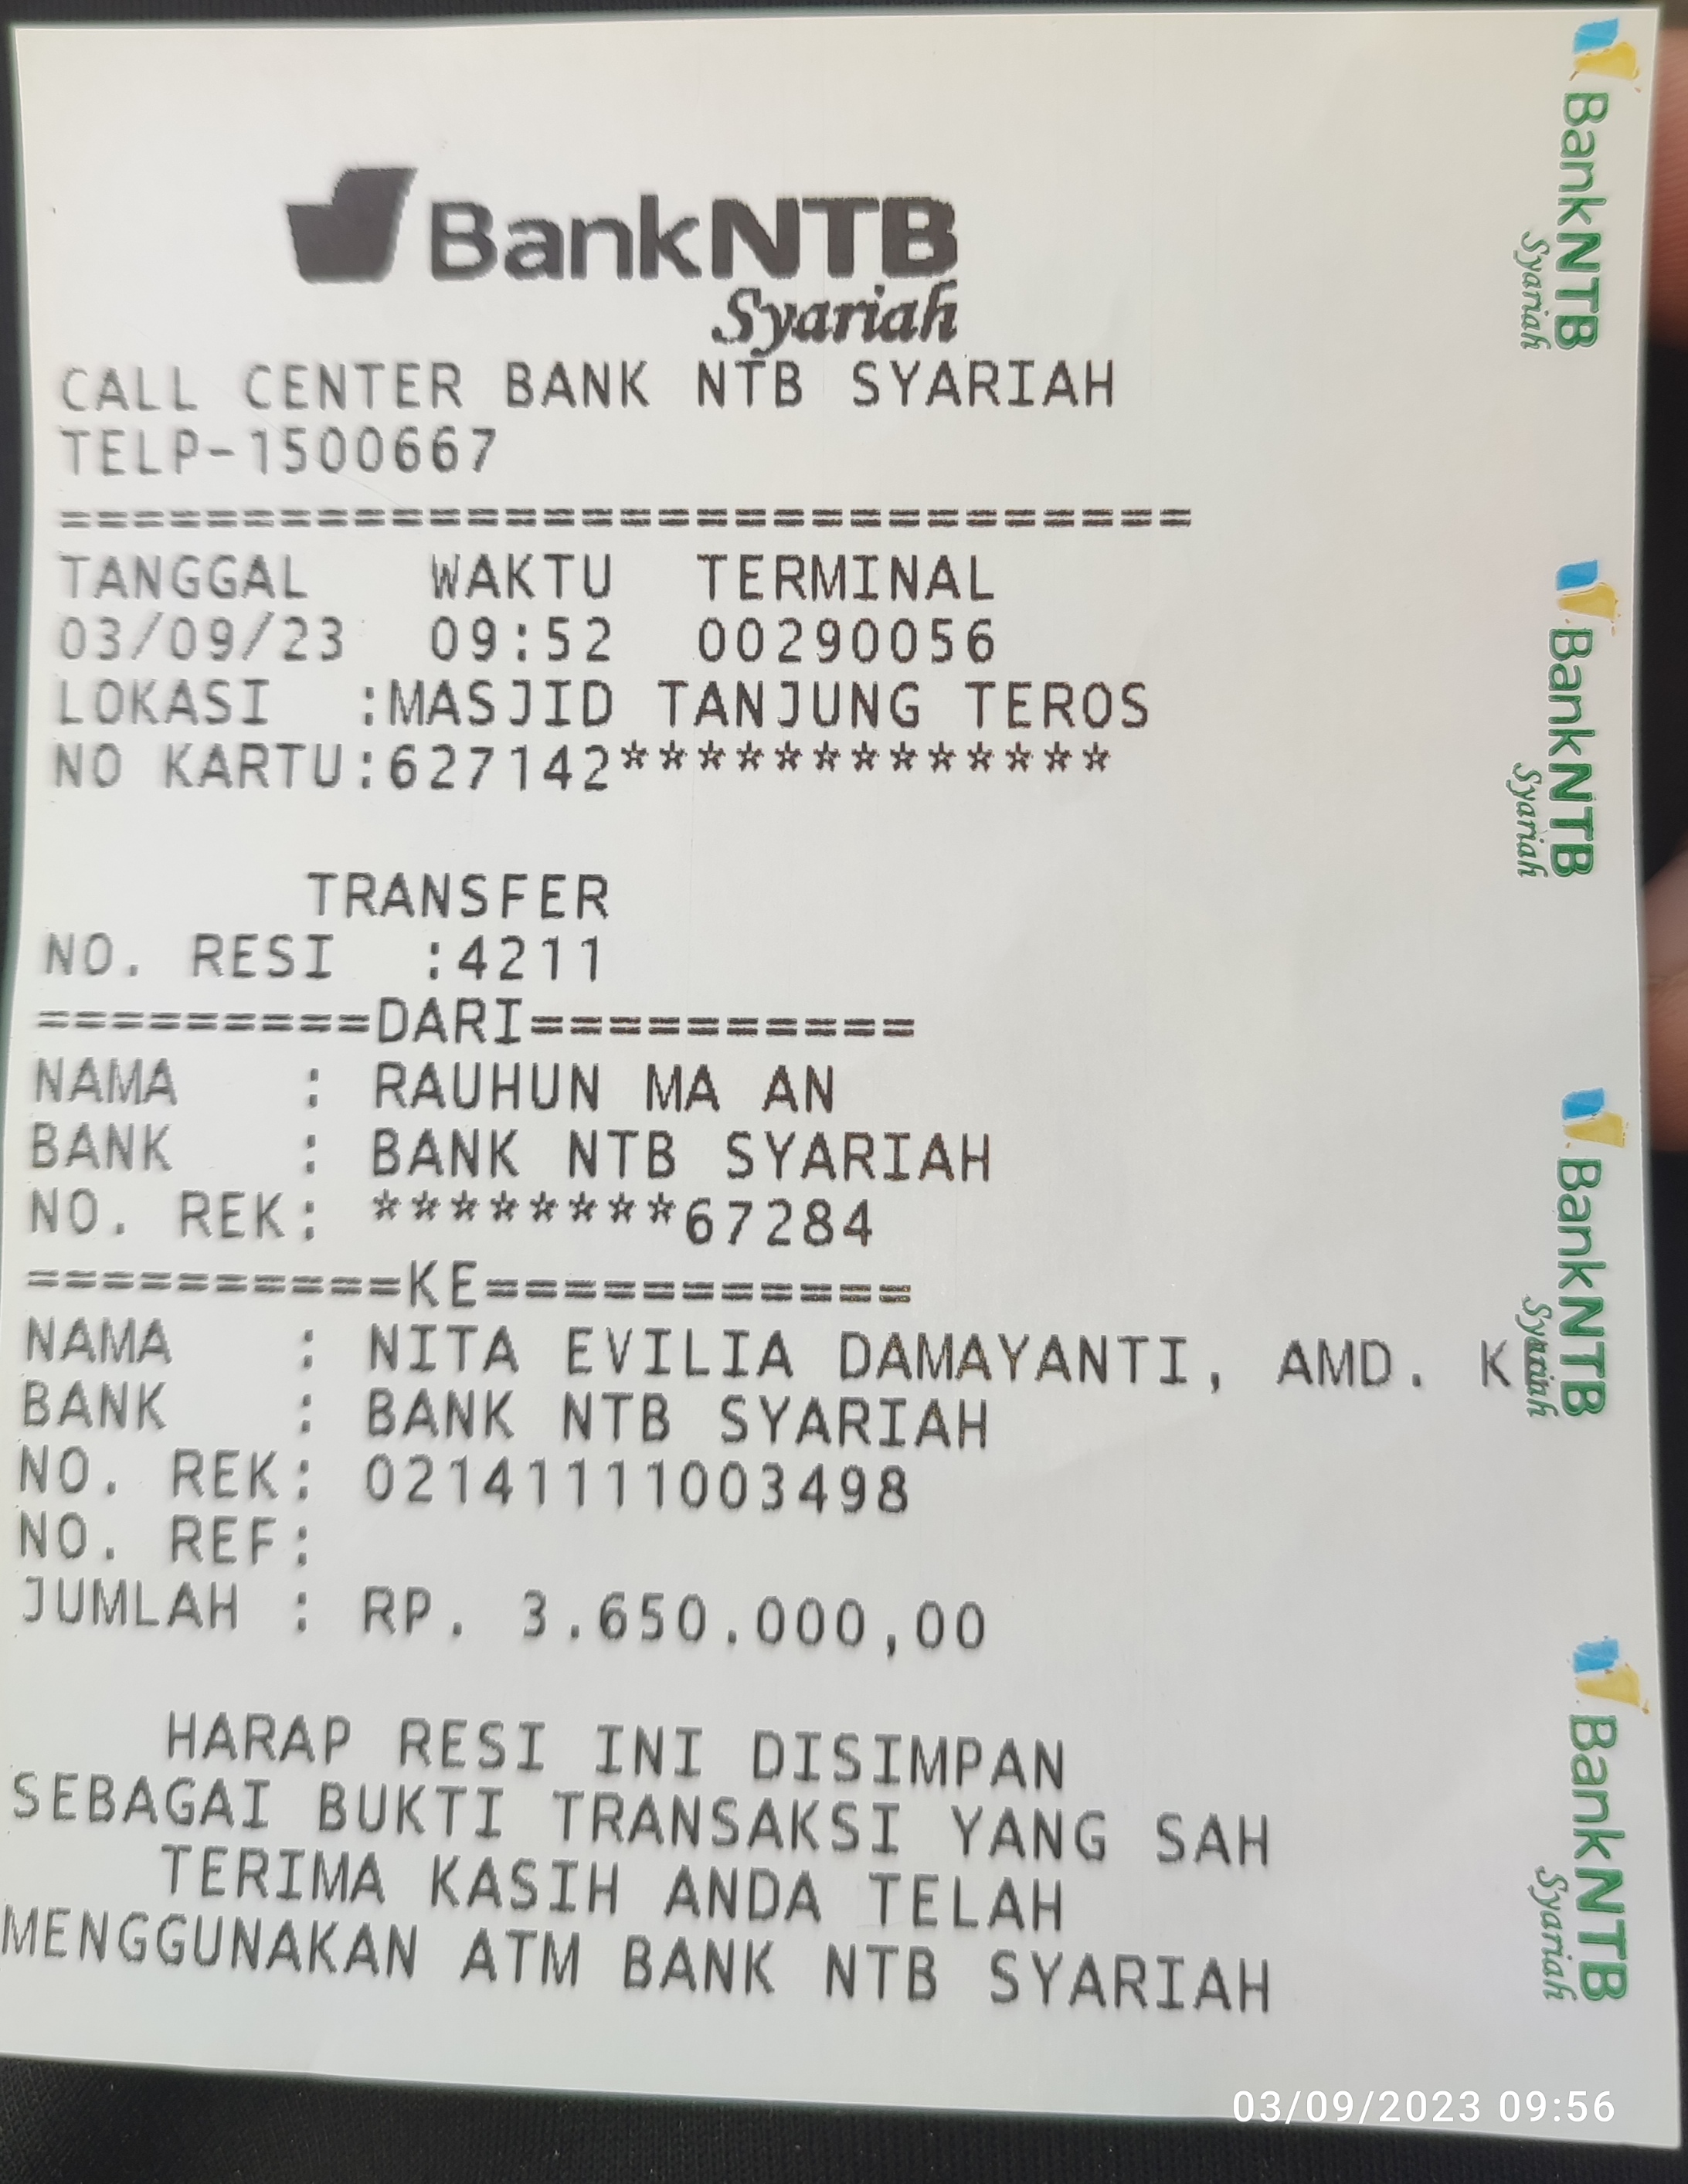 BankNTB
Syariah
CALL CENTER BANK NTB SYARIAH
TELP-1500667
===============================
TANGGAL WAKTU TERMINAL
03/09/23 09:52 00290056
LOKASI :MASJID TANJUNG TEROS
NO KARTU:627142*************
TRANSFER
NO. RESI :4211
=========DARI==========
NAMA : RAUHUN MA AN
BANK : BANK NTB SYARIAH
NO. REK: ********67284
==========KE===========
NAMA : NITA EVILIA DAMAYANTI, AMD. K
BANK : BANK NTB SYARIAH
NO. REK: 02141111003498
NO. REF:
JUMLAH : RP. 3.650.000,00
HARAP RESI INI DISIMPAN
SEBAGAI BUKTI TRANSAKSI YANG SAH
TERIMA KASIH ANDA TELAH
MENGGUNAKAN ATM BANK NTB SYARIAH
BankNTB
Syariah
BankNTB
Syariah
BankNTB
Syariah
BankNTB
Syariah
03/09/2023 09:56